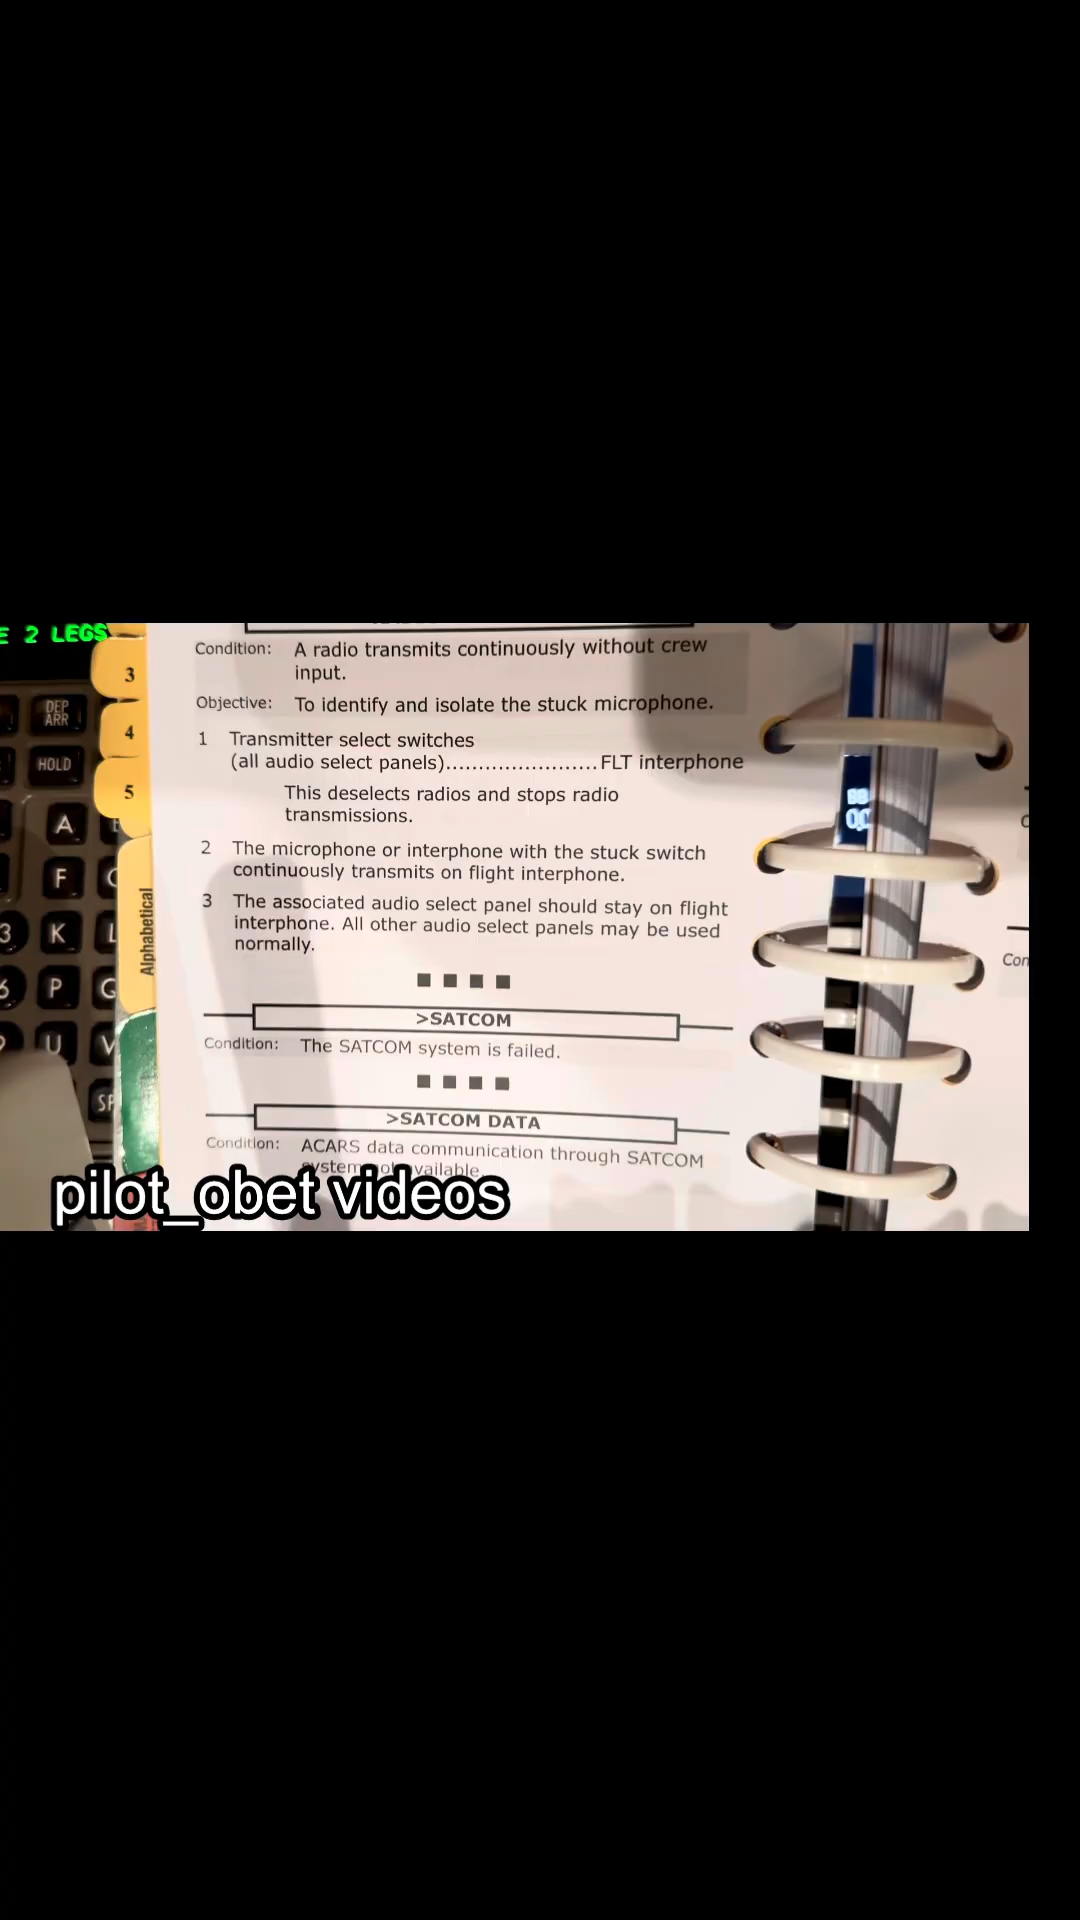 E 2 LEGS
DEP
ARR
HOLD
A
F
3 K L
P G
U V
3
4
5
Alphabetical
Condition: A radio transmits continuously without crew
input.
Objective: To identify and isolate the stuck microphone.
1 Transmitter select switches
(all audio select panels).......................FLT interphone
This deselects radios and stops radio
transmissions.
2 The microphone or interphone with the stuck switch
continuously transmits on flight interphone.
3 The associated audio select panel should stay on flight
interphone. All other audio select panels may be used
normally.
>SATCOM
Condition: The SATCOM system is failed.
>SATCOM DATA
Condition: ACARS data communication through SATCOM
pilot_obet videos
Con